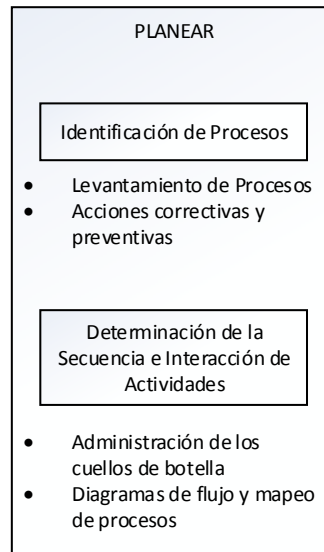 PLANEAR
Identificación de Procesos
• Levantamiento de Procesos
• Acciones correctivas y
preventivas
Determinación de la
Secuencia e Interacción de
Actividades
• Administración de los
cuellos de botella
• Diagramas de flujo y mapeo
de procesos